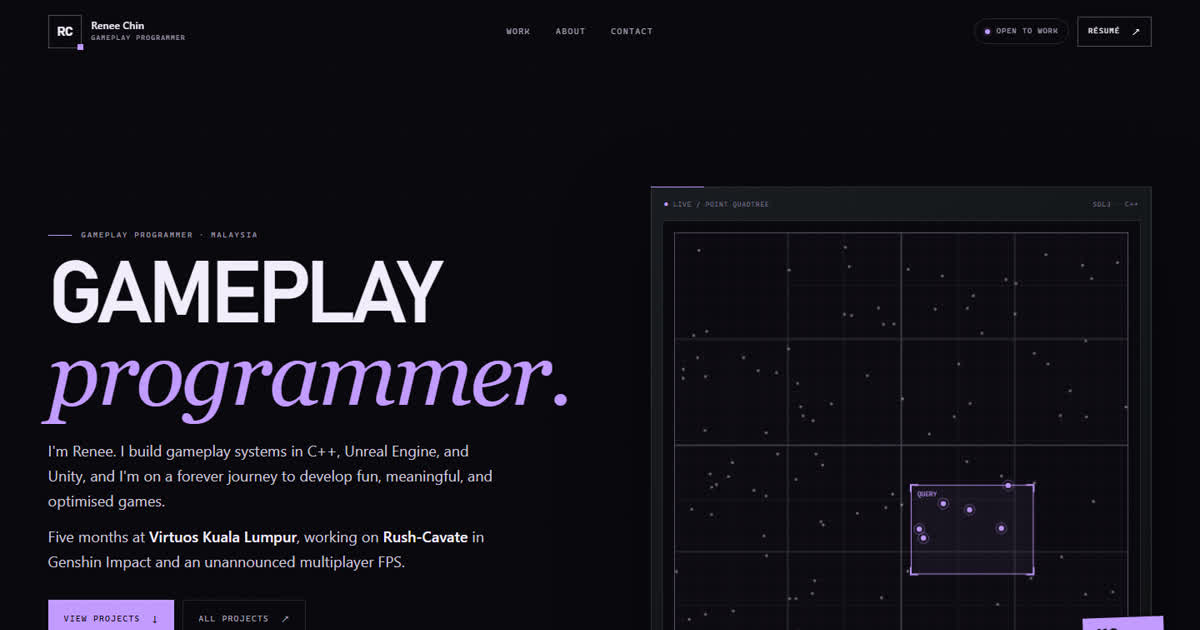 RC
Renee Chin
GAMEPLAY PROGRAMMER
WORK
ABOUT
CONTACT
OPEN TO WORK
RÉSUMÉ ↗
GAMEPLAY PROGRAMMER · MALAYSIA
GAMEPLAY
programmer.
I'm Renee. I build gameplay systems in C++, Unreal Engine, and
Unity, and I'm on a forever journey to develop fun, meaningful, and
optimised games.
Five months at Virtuos Kuala Lumpur, working on Rush-Cavate in
Genshin Impact and an unannounced multiplayer FPS.
VIEW PROJECTS ↓
ALL PROJECTS ↗
LIVE / POINT QUADTREE
SDL3 · C++
QUERY